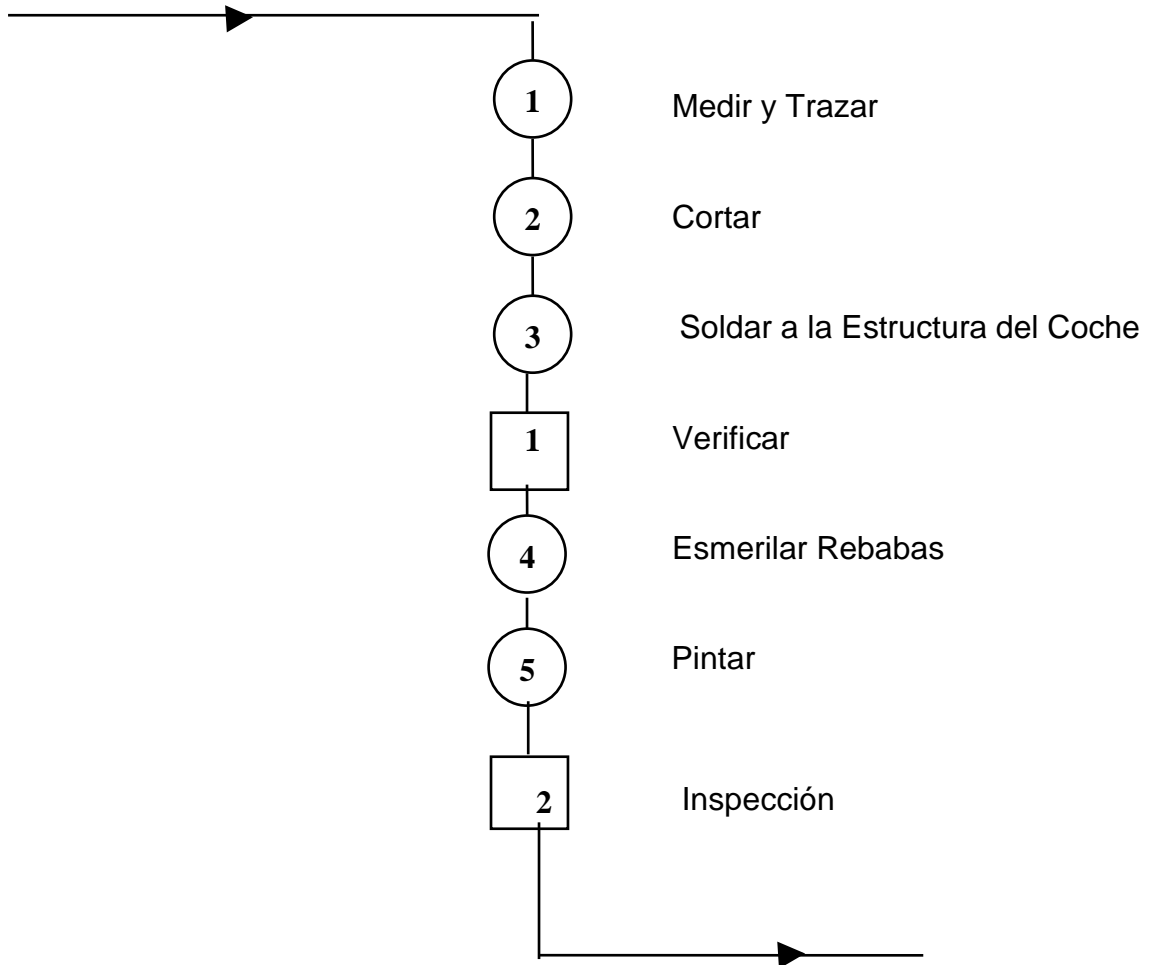 1 Medir y Trazar
2 Cortar
3 Soldar a la Estructura del Coche
1 Verificar
4 Esmerilar Rebabas
5 Pintar
2 Inspección